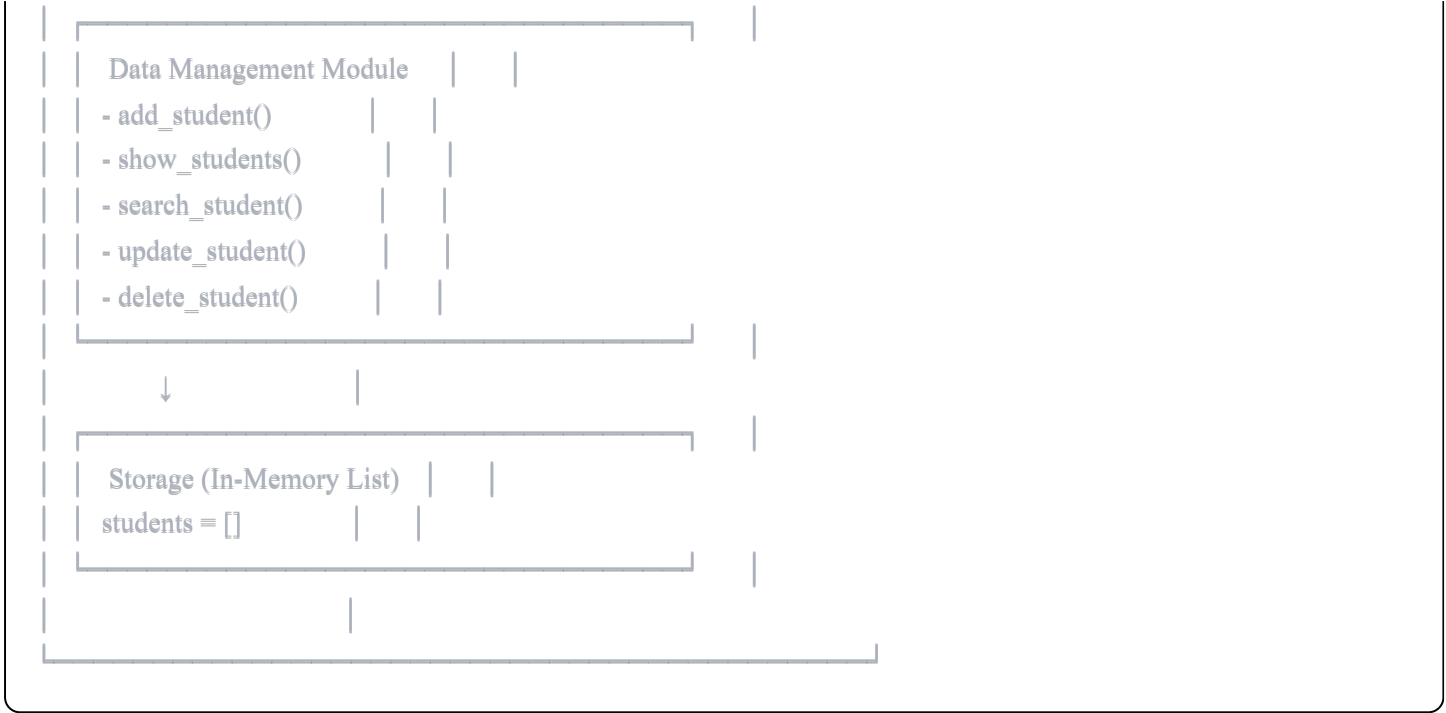 Data Management Module
- add_student()
- show_students()
- search_student()
- update_student()
- delete_student()
↓
Storage (In-Memory List)
students = []